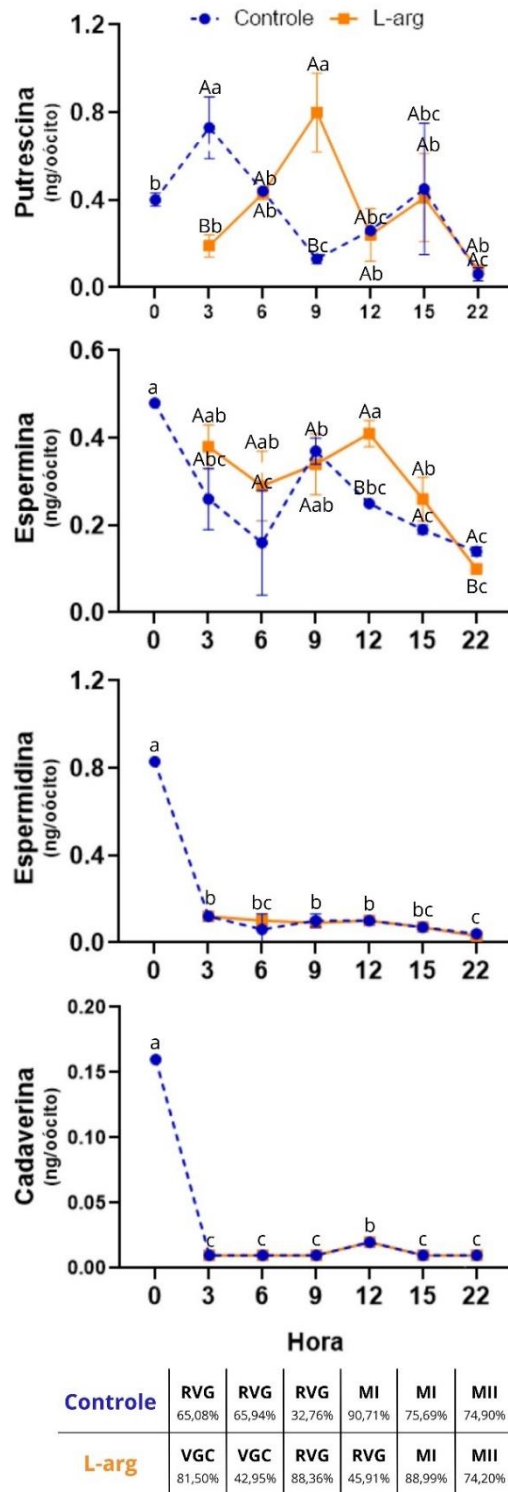 Controle L-arg
Putrescina
(ng/oócito)
1.2
0.8
0.4
0.0
b Aa Bb Ab Ab Aa Bc Abc Ab Abc Ab Ab Ac
0 3 6 9 12 15 22
Espermina
(ng/oócito)
0.6
0.4
0.2
0.0
a Aab Abc Aab Ac Ab Aab Aa Bbc Ab Ac Ac Bc
0 3 6 9 12 15 22
Espermidina
(ng/oócito)
1.2
0.8
0.4
0.0
a b bc b b bc c
0 3 6 9 12 15 22
Cadaverina
(ng/oócito)
0.20
0.15
0.10
0.05
0.00
a c c c b c c
0 3 6 9 12 15 22
Hora
Controle RVG RVG RVG MI MI MII
65,08% 65,94% 32,76% 90,71% 75,69% 74,90%
L-arg VGC VGC RVG RVG MI MII
81,50% 42,95% 88,36% 45,91% 88,99% 74,20%